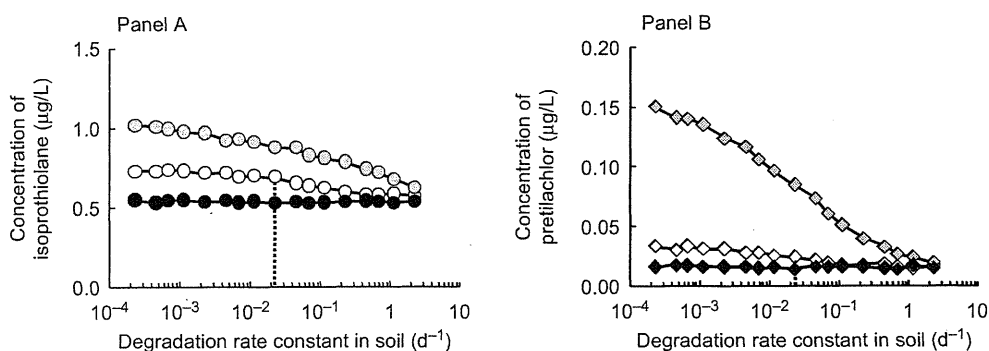 Panel A
Concentration of
isoprothiolane (µg/L)
1.5
1.0
0.5
0.0
10⁻⁴ 10⁻³ 10⁻² 10⁻¹ 1 10
Degradation rate constant in soil (d⁻¹)
Panel B
Concentration of
pretilachlor (µg/L)
0.20
0.15
0.10
0.05
0.00
10⁻⁴ 10⁻³ 10⁻² 10⁻¹ 1 10
Degradation rate constant in soil (d⁻¹)